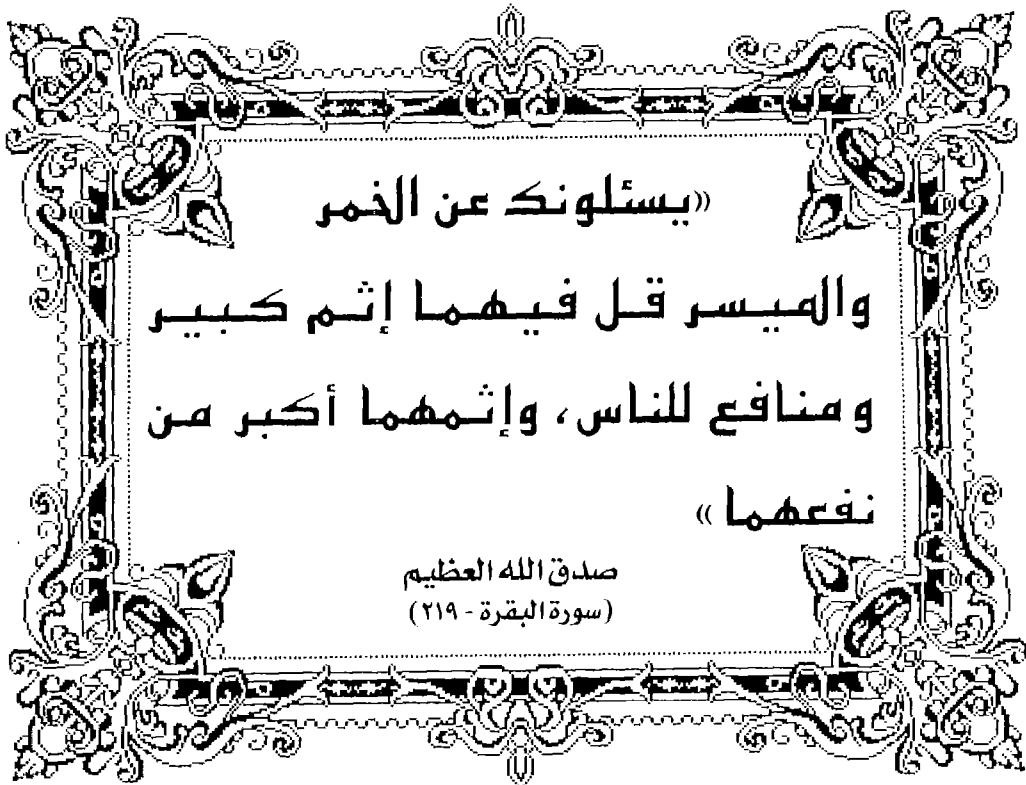 «يسئلونك عن الخمر
والميسر قل فيهما إثم كبير
ومنافع للناس، وإثمهما أكبر من
نفعهما»
صدق الله العظيم
(سورة البقرة - ٢١٩)